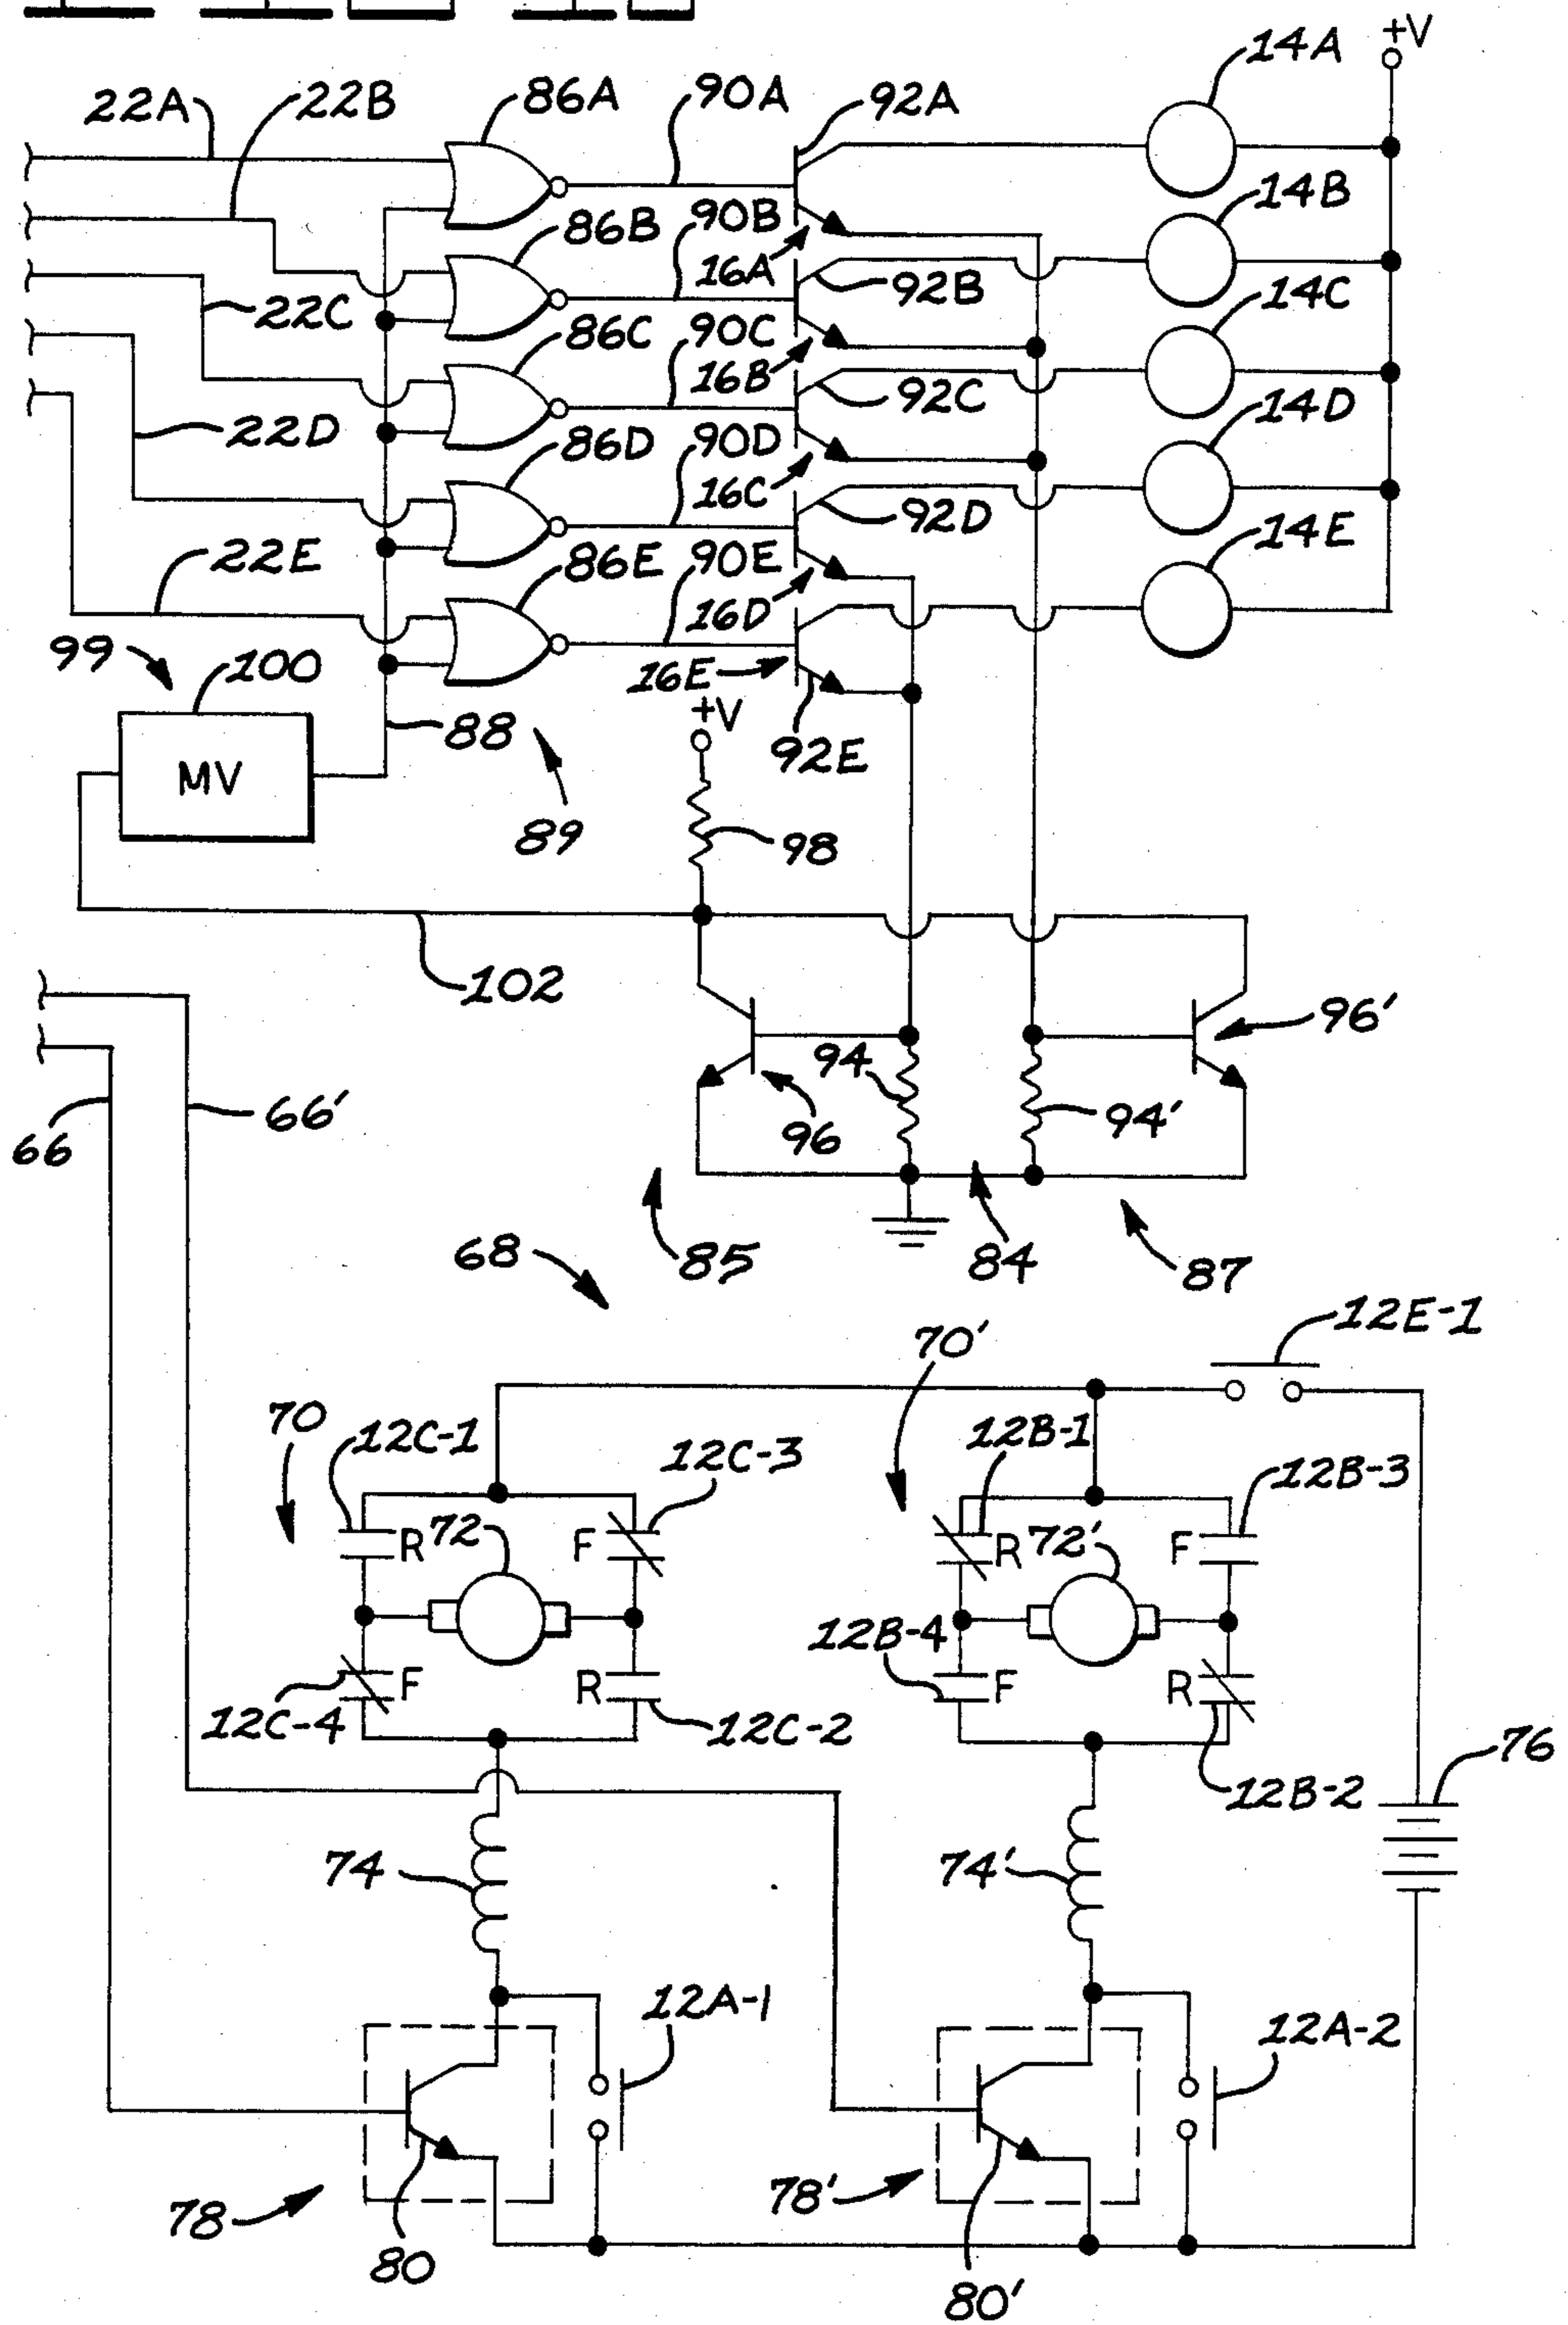 +V
14A
22A
22B
86A
90A
92A
14B
86B
90B
16A
92B
14C
22C
86C
90C
16B
92C
14D
22D
86D
90D
16C
92D
14E
22E
86E
90E
16D
99
100
16E
+V
88
92E
MV
89
98
102
96'
94
66'
94'
66
96
68
85
84
87
12E-1
70'
70
12C-1
12C-3
12B-1
12B-3
R
72
F
R
72'
F
12B-4
F
R
F
R
12C-4
12C-2
12B-2
76
74
74'
12A-1
12A-2
78
78'
80
80'